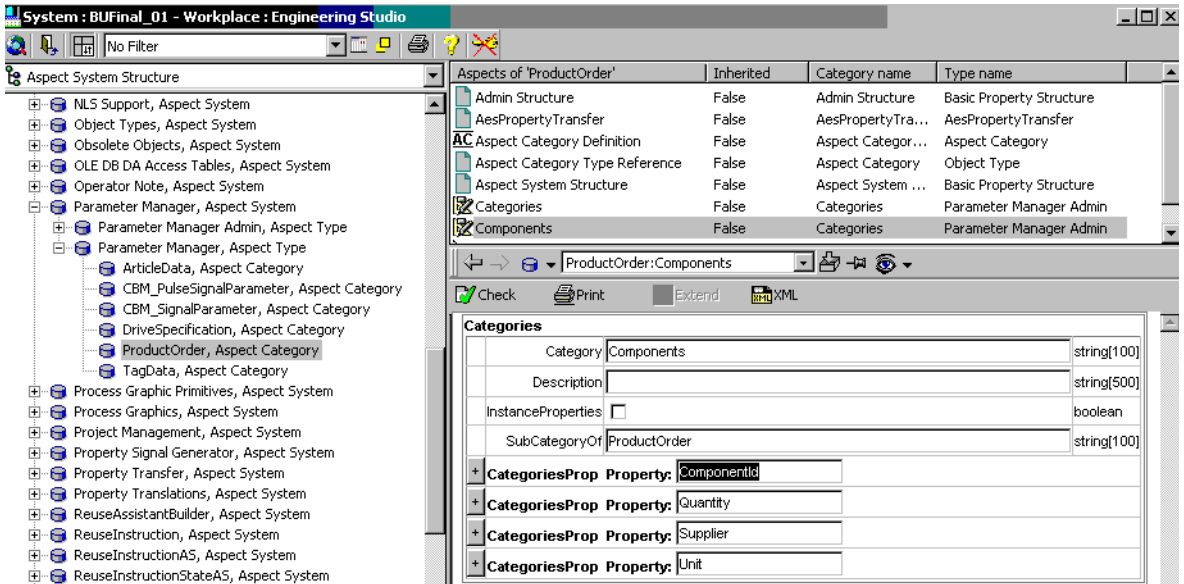 System : BUFinal_01 - Workplace : Engineering Studio
No Filter
Aspect System Structure
NLS Support, Aspect System
Object Types, Aspect System
Obsolete Objects, Aspect System
OLE DB DA Access Tables, Aspect System
Operator Note, Aspect System
Parameter Manager, Aspect System
Parameter Manager Admin, Aspect Type
Parameter Manager, Aspect Type
ArticleData, Aspect Category
CBM_PulseSignalParameter, Aspect Category
CBM_SignalParameter, Aspect Category
DriveSpecification, Aspect Category
ProductOrder, Aspect Category
TagData, Aspect Category
Process Graphic Primitives, Aspect System
Process Graphics, Aspect System
Project Management, Aspect System
Property Signal Generator, Aspect System
Property Transfer, Aspect System
Property Translations, Aspect System
ReuseAssistantBuilder, Aspect System
ReuseInstruction, Aspect System
ReuseInstructionAS, Aspect System
ReuseInstructionStateAS, Aspect System
Aspects of 'ProductOrder' Inherited Category name Type name
Admin Structure False Admin Structure Basic Property Structure
AesPropertyTransfer False AesPropertyTra... AesPropertyTransfer
AC Aspect Category Definition False Aspect Categor... Aspect Category
Aspect Category Type Reference False Aspect Category Object Type
Aspect System Structure False Aspect System ... Basic Property Structure
Categories False Categories Parameter Manager Admin
Components False Categories Parameter Manager Admin
ProductOrder:Components
Check Print Extend XML XML
Categories
Category Components string[100]
Description string[500]
InstanceProperties boolean
SubCategoryOf ProductOrder string[100]
+ CategoriesProp Property: ComponentId
+ CategoriesProp Property: Quantity
+ CategoriesProp Property: Supplier
+ CategoriesProp Property: Unit